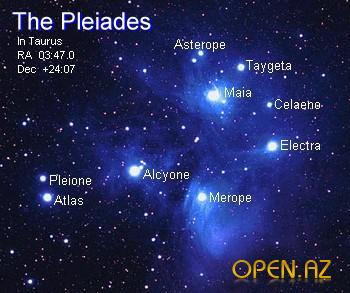 The Pleiades
In Taurus
RA 03:47.0
Dec +24:07
Asterope
Taygeta
Maia
Celaeno
Electra
Alcyone
Pleione
Atlas
Merope
OPEN.AZ